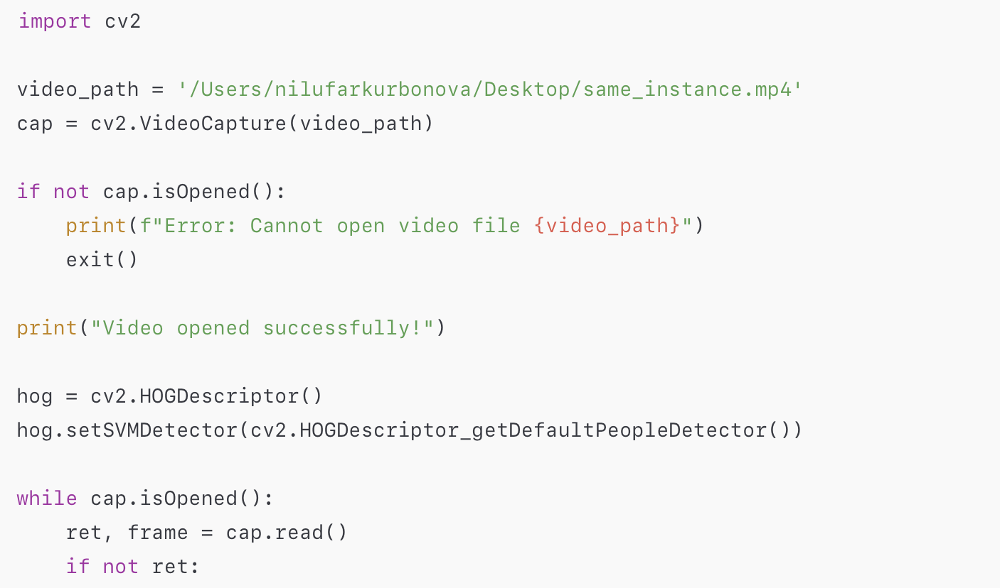 import cv2
video_path = '/Users/nilufarkurbonova/Desktop/same_instance.mp4'
cap = cv2.VideoCapture(video_path)
if not cap.isOpened():
    print(f"Error: Cannot open video file {video_path}")
    exit()
print("Video opened successfully!")
hog = cv2.HOGDescriptor()
hog.setSVMDetector(cv2.HOGDescriptor_getDefaultPeopleDetector())
while cap.isOpened():
    ret, frame = cap.read()
    if not ret: